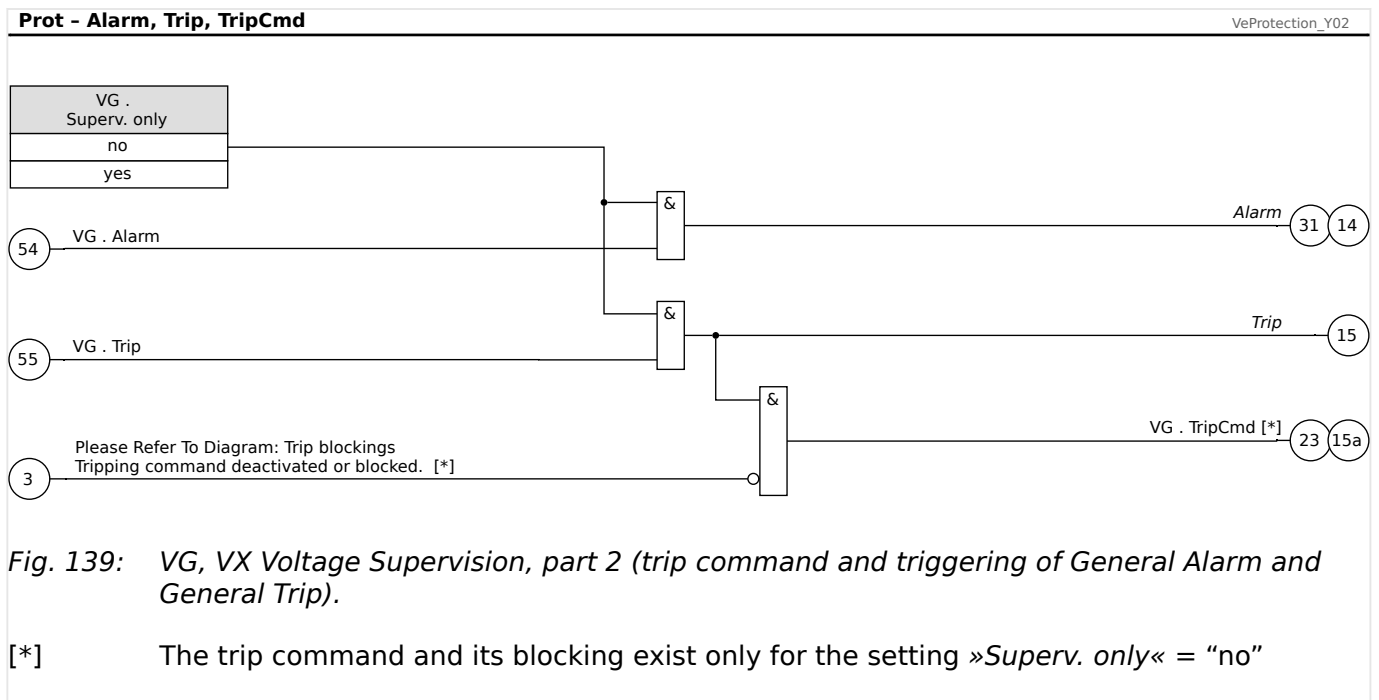 Prot – Alarm, Trip, TripCmd
VeProtection_Y02
VG .
Superv. only
no
yes
&
Alarm
31
14
54
VG . Alarm
&
Trip
15
55
VG . Trip
&
VG . TripCmd [*]
23
15a
Please Refer To Diagram: Trip blockings
Tripping command deactivated or blocked. [*]
3
Fig. 139: VG, VX Voltage Supervision, part 2 (trip command and triggering of General Alarm and
General Trip).
[*] The trip command and its blocking exist only for the setting »Superv. only« = “no”